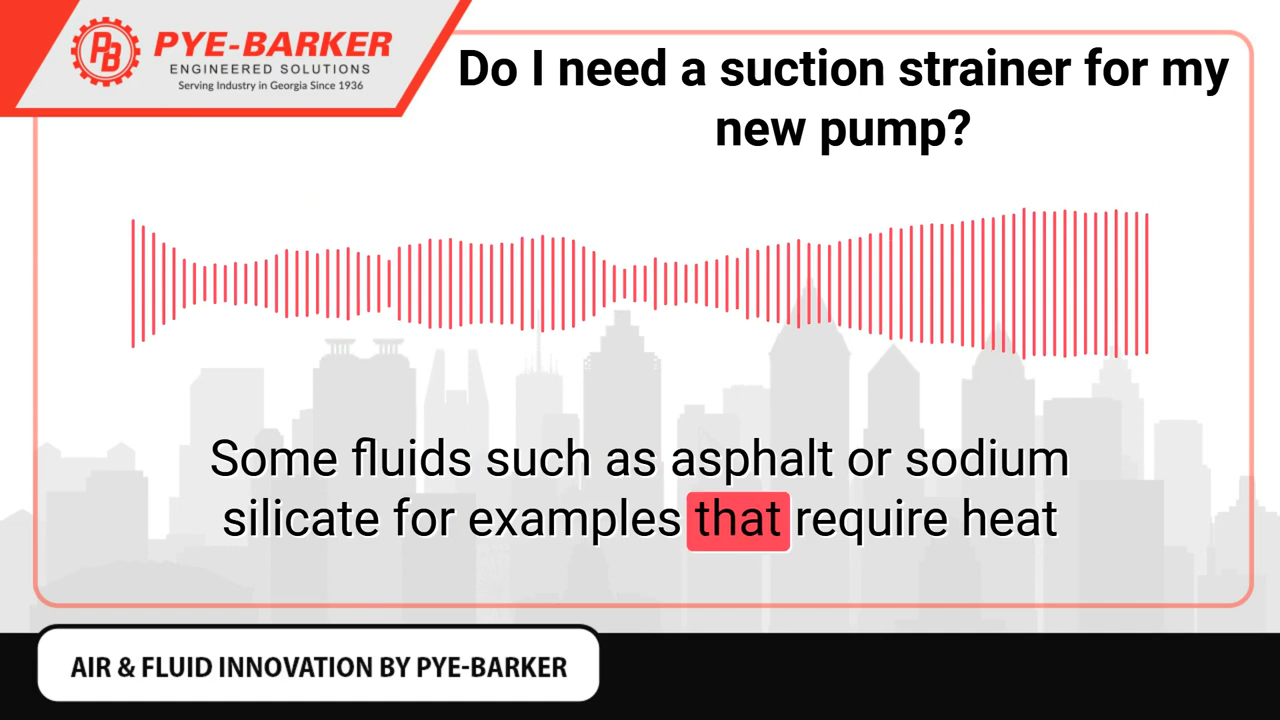 PB
PYE-BARKER
ENGINEERED SOLUTIONS
Serving Industry in Georgia Since 1936
Do I need a suction strainer for my
new pump?
Some fluids such as asphalt or sodium
silicate for examples that require heat
AIR & FLUID INNOVATION BY PYE-BARKER